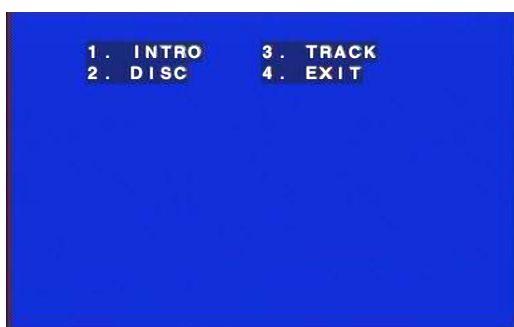 1. INTRO 3. TRACK
2. DISC 4. EXIT